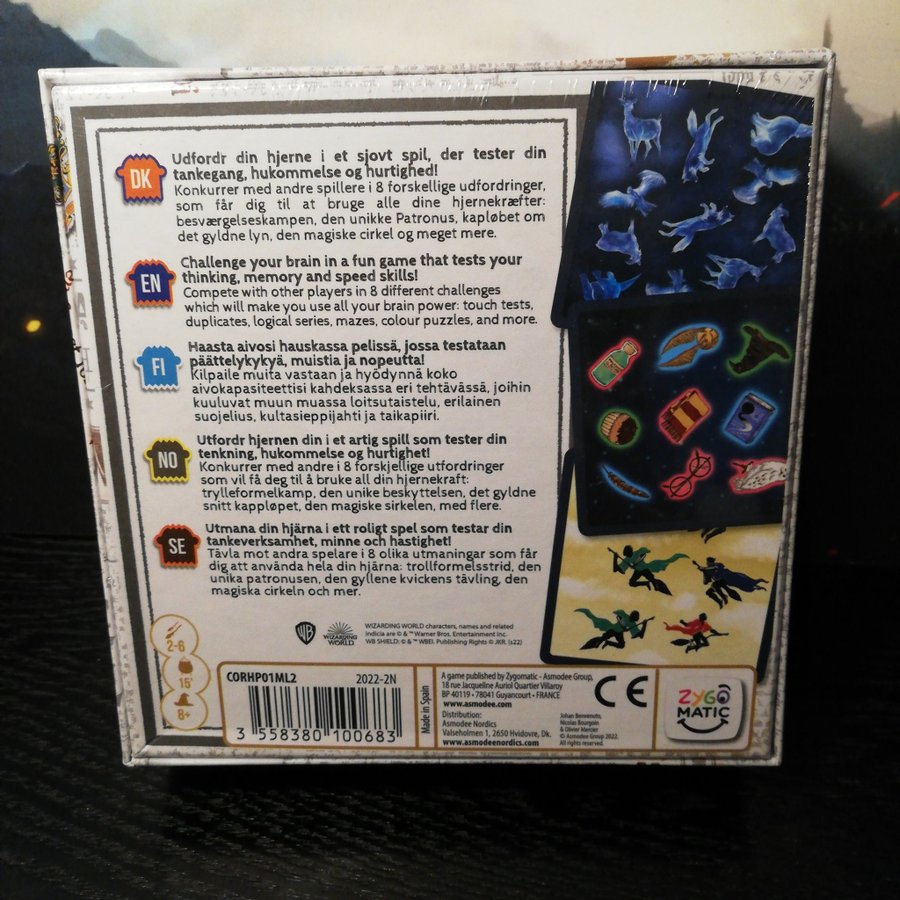 DK
Udfordr din hjerne i et sjovt spil, der tester din
tankegang, hukommelse og hurtighed!
Konkurrer med andre spillere i 8 forskellige udfordringer,
som får dig til at bruge alle dine hjernekræfter:
besværgelseskampen, den unikke Patronus, kapløbet om
det gyldne lyn, den magiske cirkel og meget mere.
EN
Challenge your brain in a fun game that tests your
thinking, memory and speed skills!
Compete with other players in 8 different challenges
which will make you use all your brain power: touch tests,
duplicates, logical series, mazes, colour puzzles, and more.
FI
Haasta aivosi hauskassa pelissä, jossa testataan
päättelykykyä, muistia ja nopeutta!
Kilpaile muita vastaan ja hyödynnä koko
aivokapasiteettisi kahdeksassa eri tehtävässä, joihin
kuuluvat muun muassa loitsutaistelu, erilainen
suojelius, kultasieppijahti ja taikapiiri.
NO
Utfordr hjernen din i et artig spill som tester din
tenkning, hukommelse og hurtighet!
Konkurrer med andre i 8 forskjellige utfordringer
som vil få deg til å bruke all din hjernekraft:
trylleformelkamp, den unike beskyttelsen, det gyldne
snitt kappløpet, den magiske sirkelen, med flere.
SE
Utmana din hjärna i ett roligt spel som testar din
tankeverksamhet, minne och hastighet!
Tävla mot andra spelare i 8 olika utmaningar som får
dig att använda hela din hjärna: trollformelsstrid, den
unika patronusen, den gyllene kvickens tävling, den
magiska cirkeln och mer.
2-6
15'
8+
WB
WIZARDING
WORLD
WIZARDING WORLD characters, names and related
indicia are © & ™ Warner Bros. Entertainment Inc.
WB SHIELD: © & ™ WBEI. Publishing Rights © JKR. (s22)
CORHP01ML2
2022-2N
3 558380 100683
Made in Spain
A game published by Zygomatic - Asmodee Group,
18 rue Jacqueline Auriol Quartier Villaroy
BP 40119 • 78041 Guyancourt • FRANCE
www.asmodee.com
Distribution:
Asmodee Nordics
Valseholmen 1, 2650 Hvidovre, Dk.
www.asmodeenordics.com
CE
Johan Benvenuto,
Nicolas Bourgoin
& Olivier Mercier
© Asmodee Group 2022.
All rights reserved.
ZYGO
MATIC